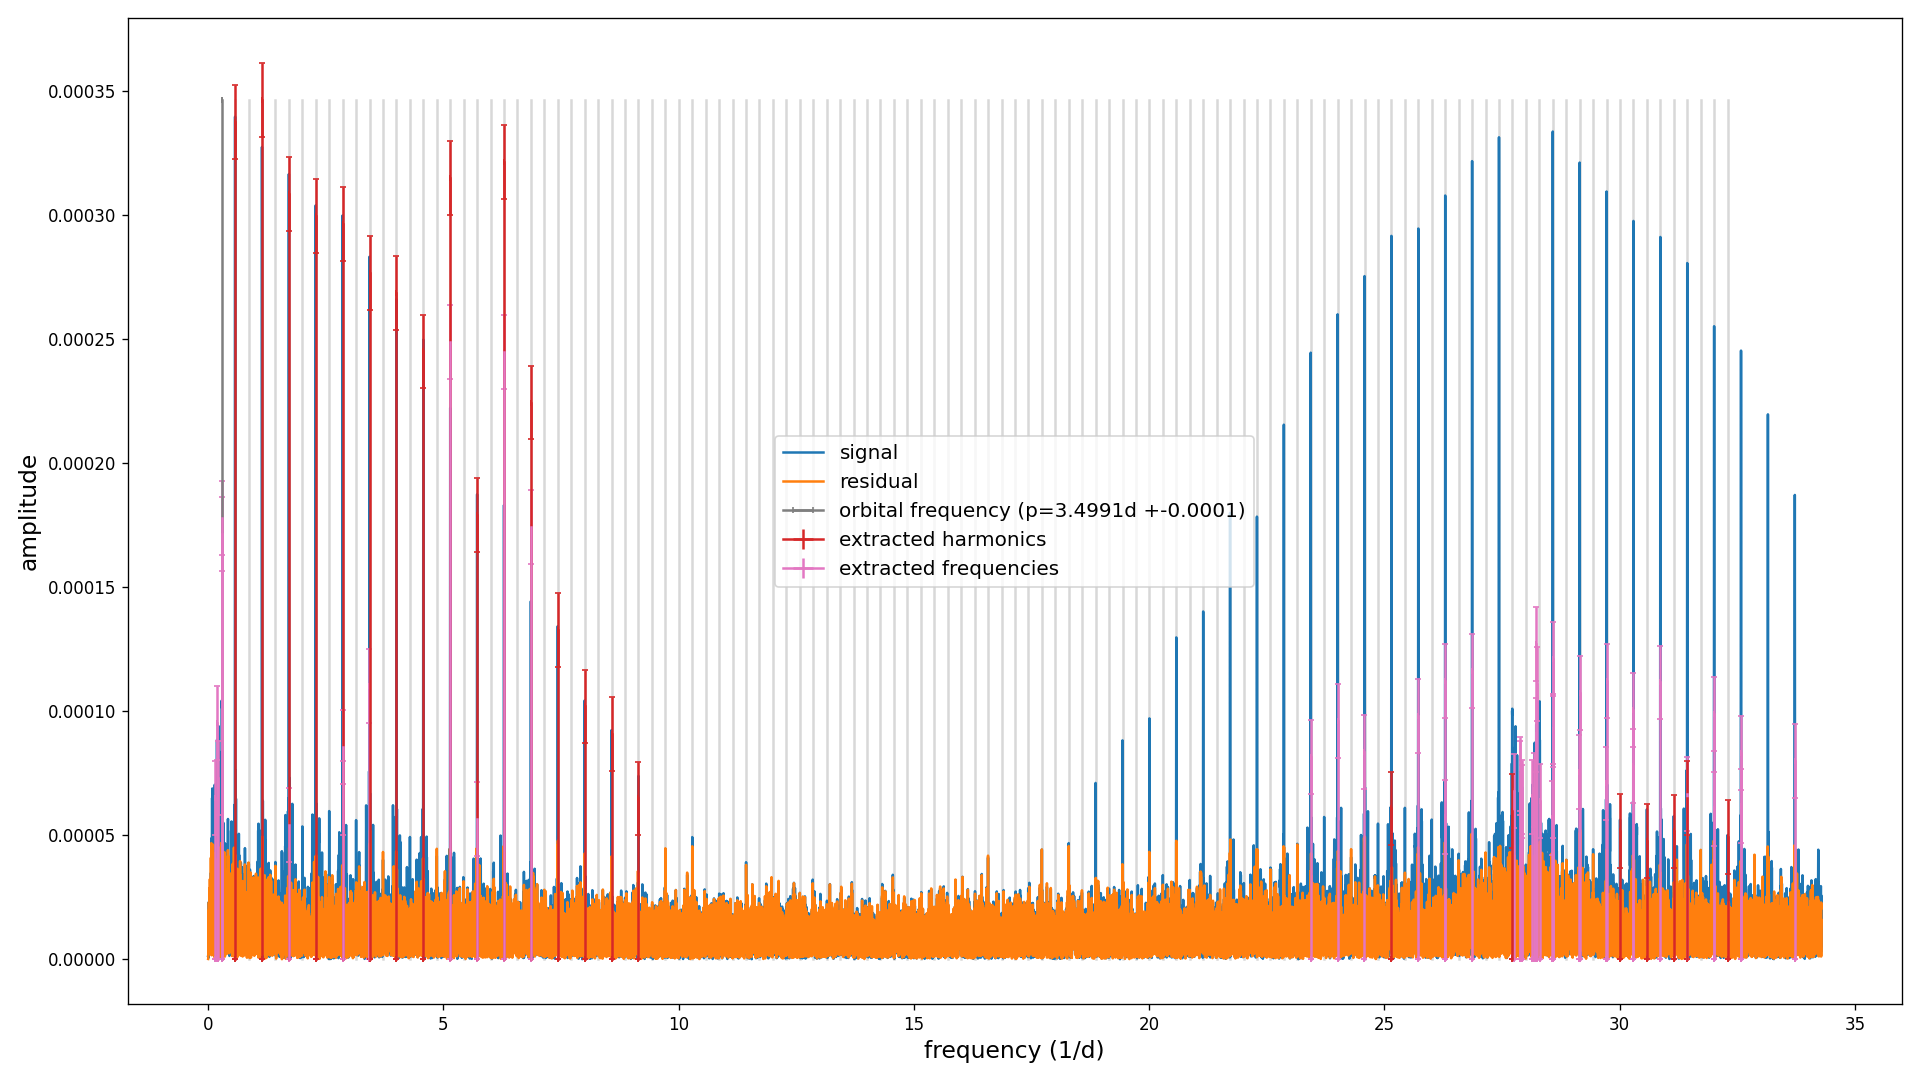 0.00035
0.00030
0.00025
0.00020
0.00015
0.00010
0.00005
0.00000
amplitude
signal
residual
orbital frequency (p=3.4991d +-0.0001)
extracted harmonics
extracted frequencies
0 5 10 15 20 25 30 35
frequency (1/d)